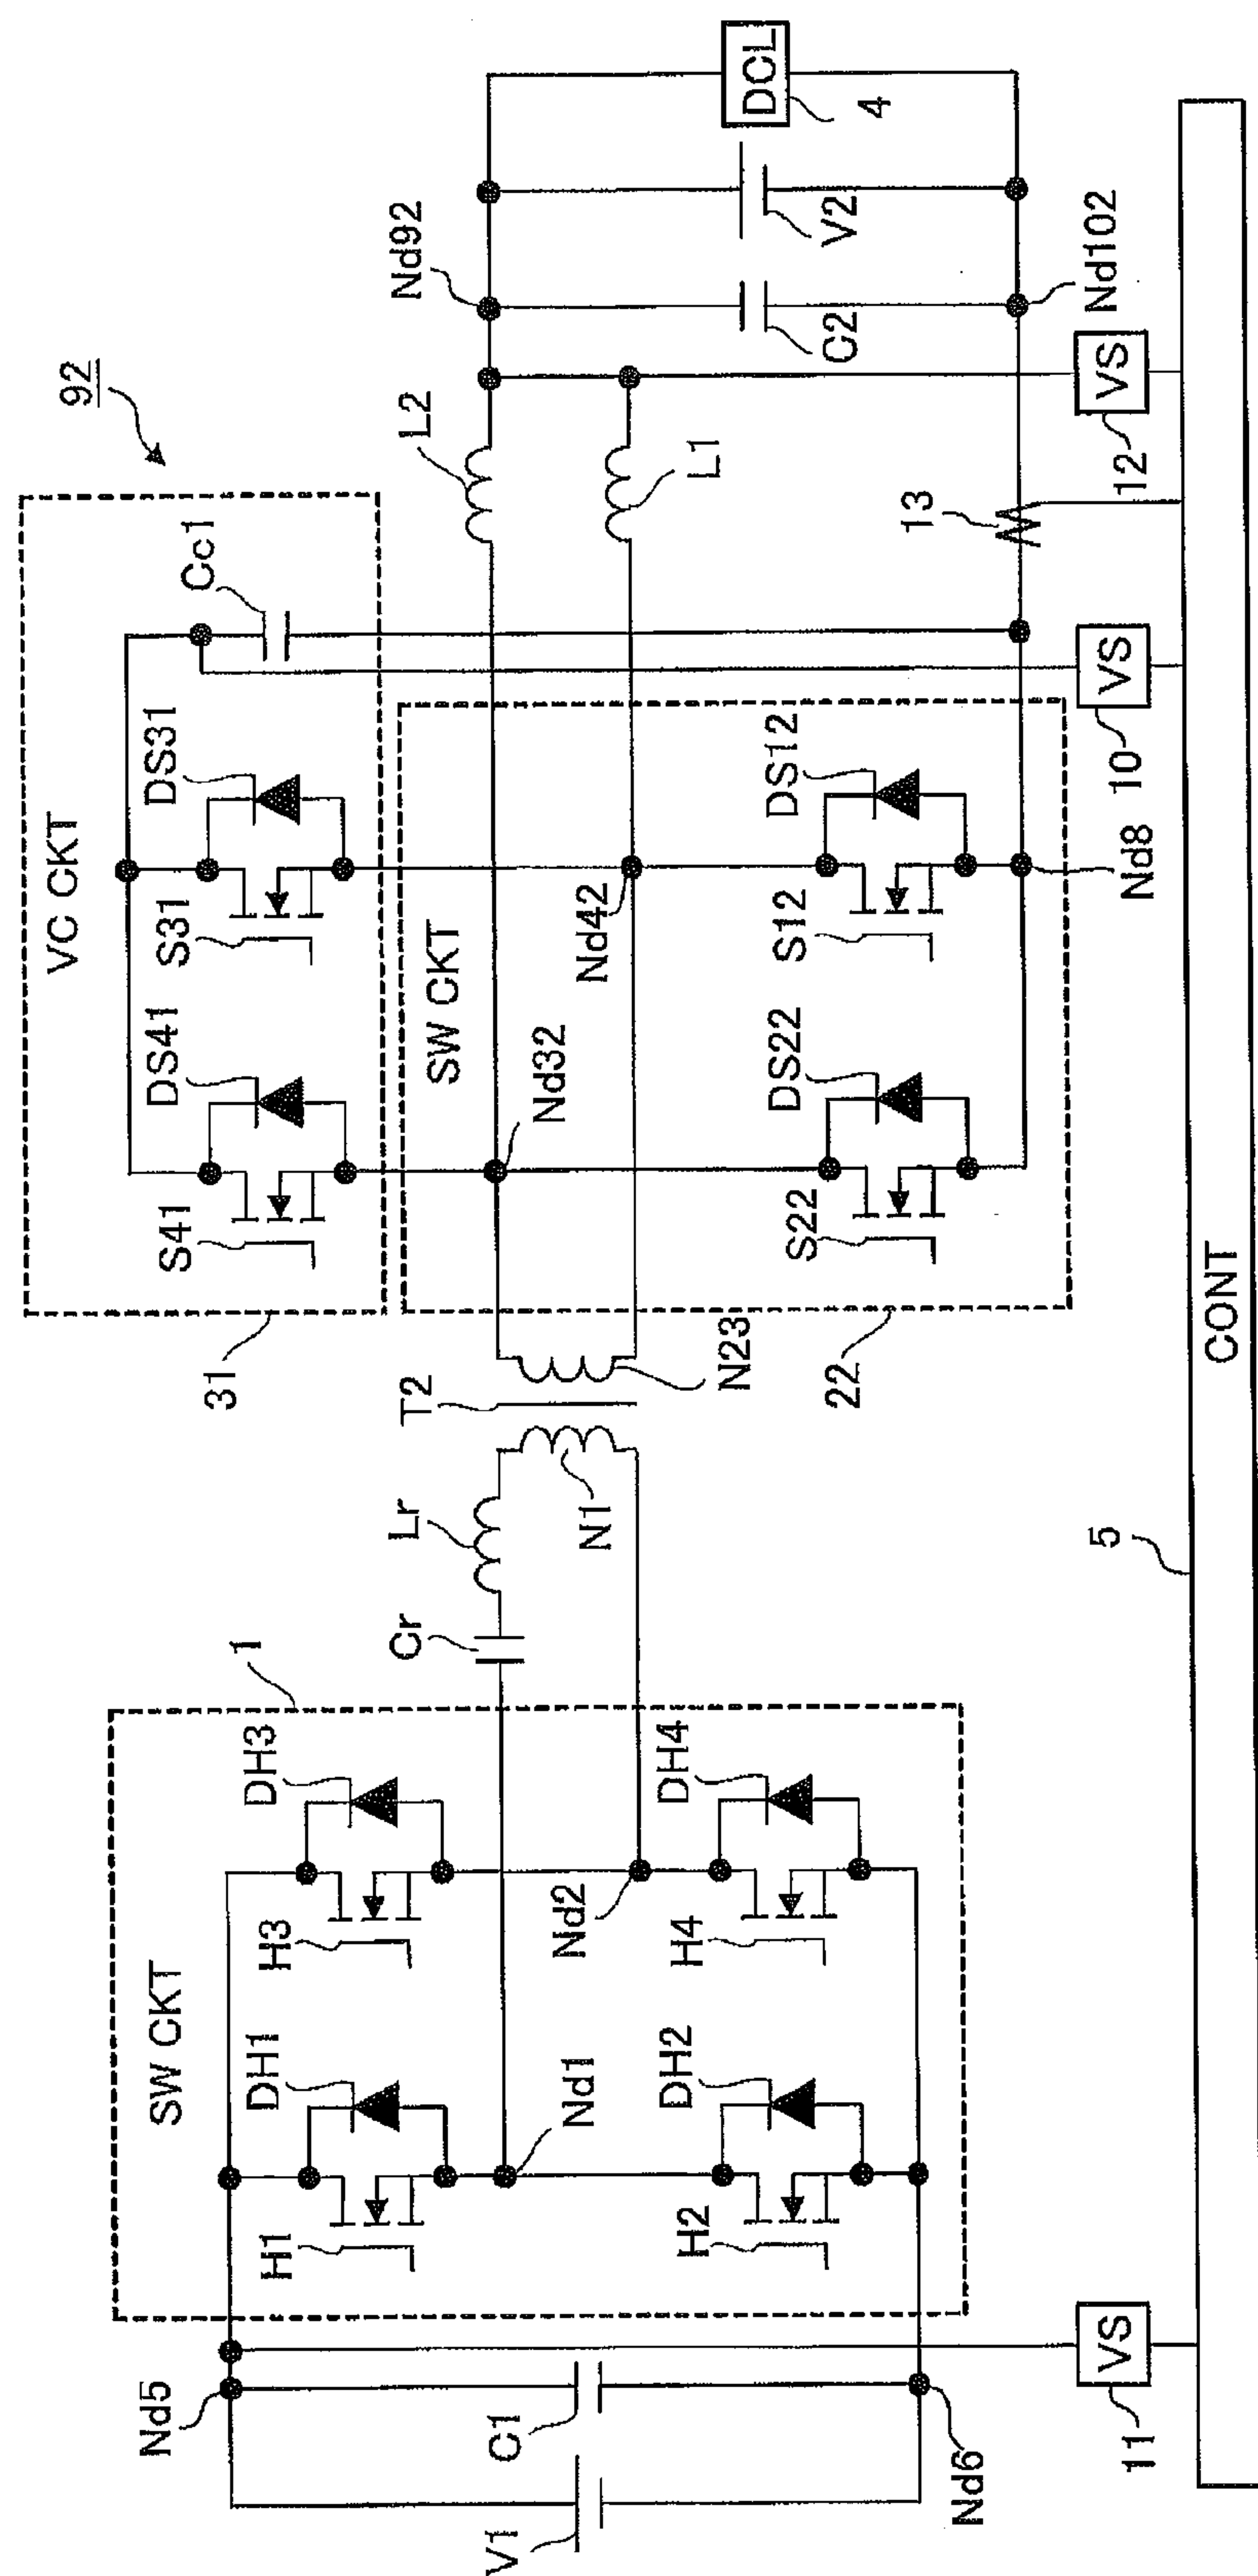 92
VC CKT
31
S41
DS41
S31
DS31
Cc1
SW CKT
22
Nd32
Nd42
S22
DS22
S12
DS12
Nd8
L2
L1
Nd92
C2
V2
DCL
4
Nd102
13
VS
12
VS
10
T2
N23
N1
Lr
Cr
1
SW CKT
H1
DH1
H3
DH3
Nd1
Nd2
H2
DH2
H4
DH4
Nd5
V1
C1
Nd6
VS
11
5
CONT